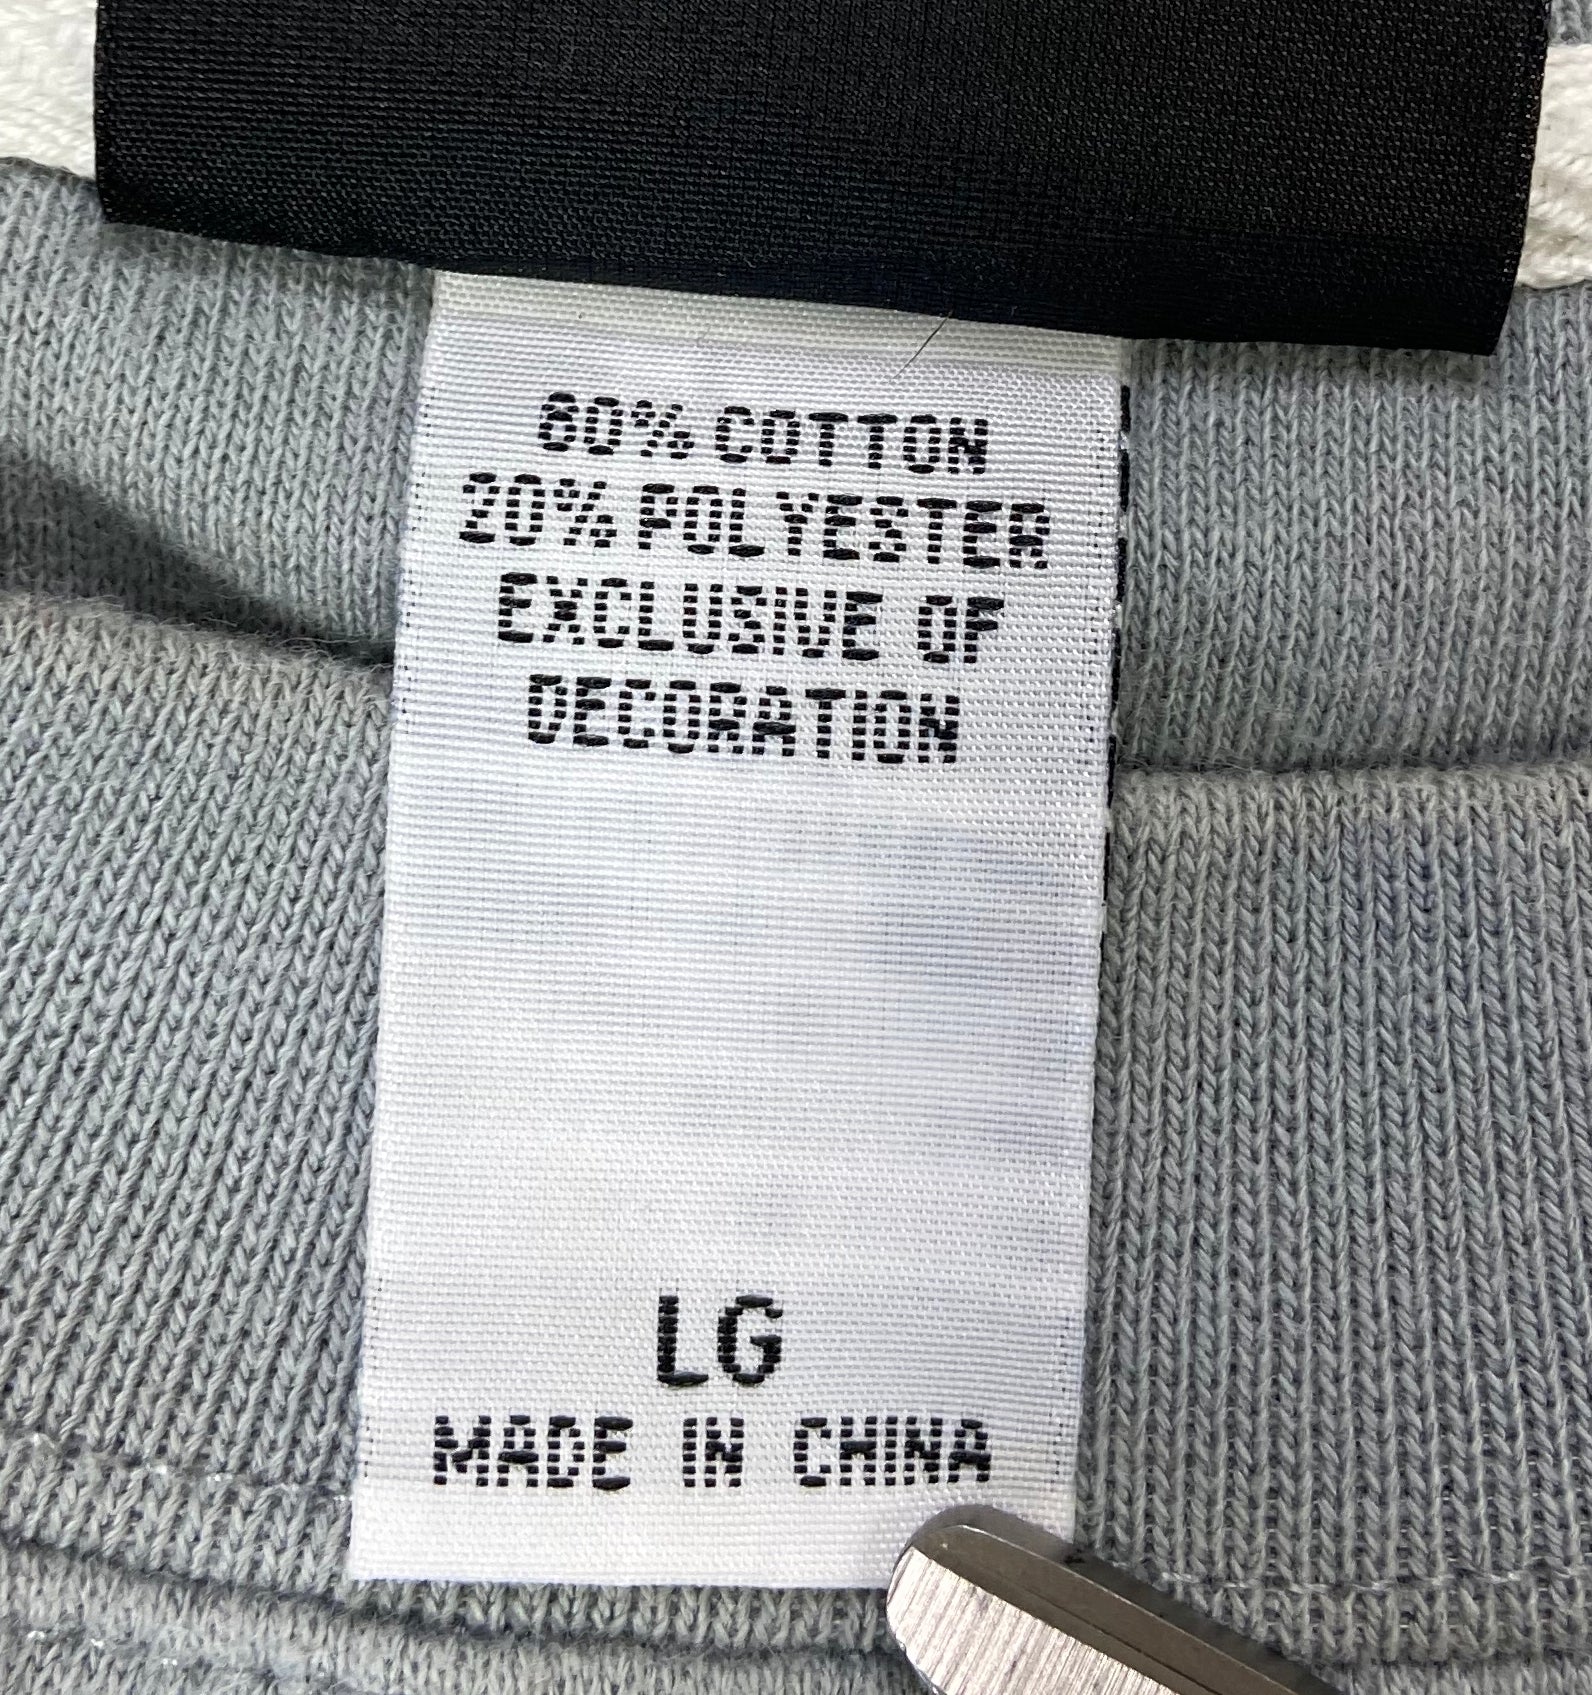 80% COTTON
20% POLYESTER
EXCLUSIVE OF
DECORATION
LG
MADE IN CHINA